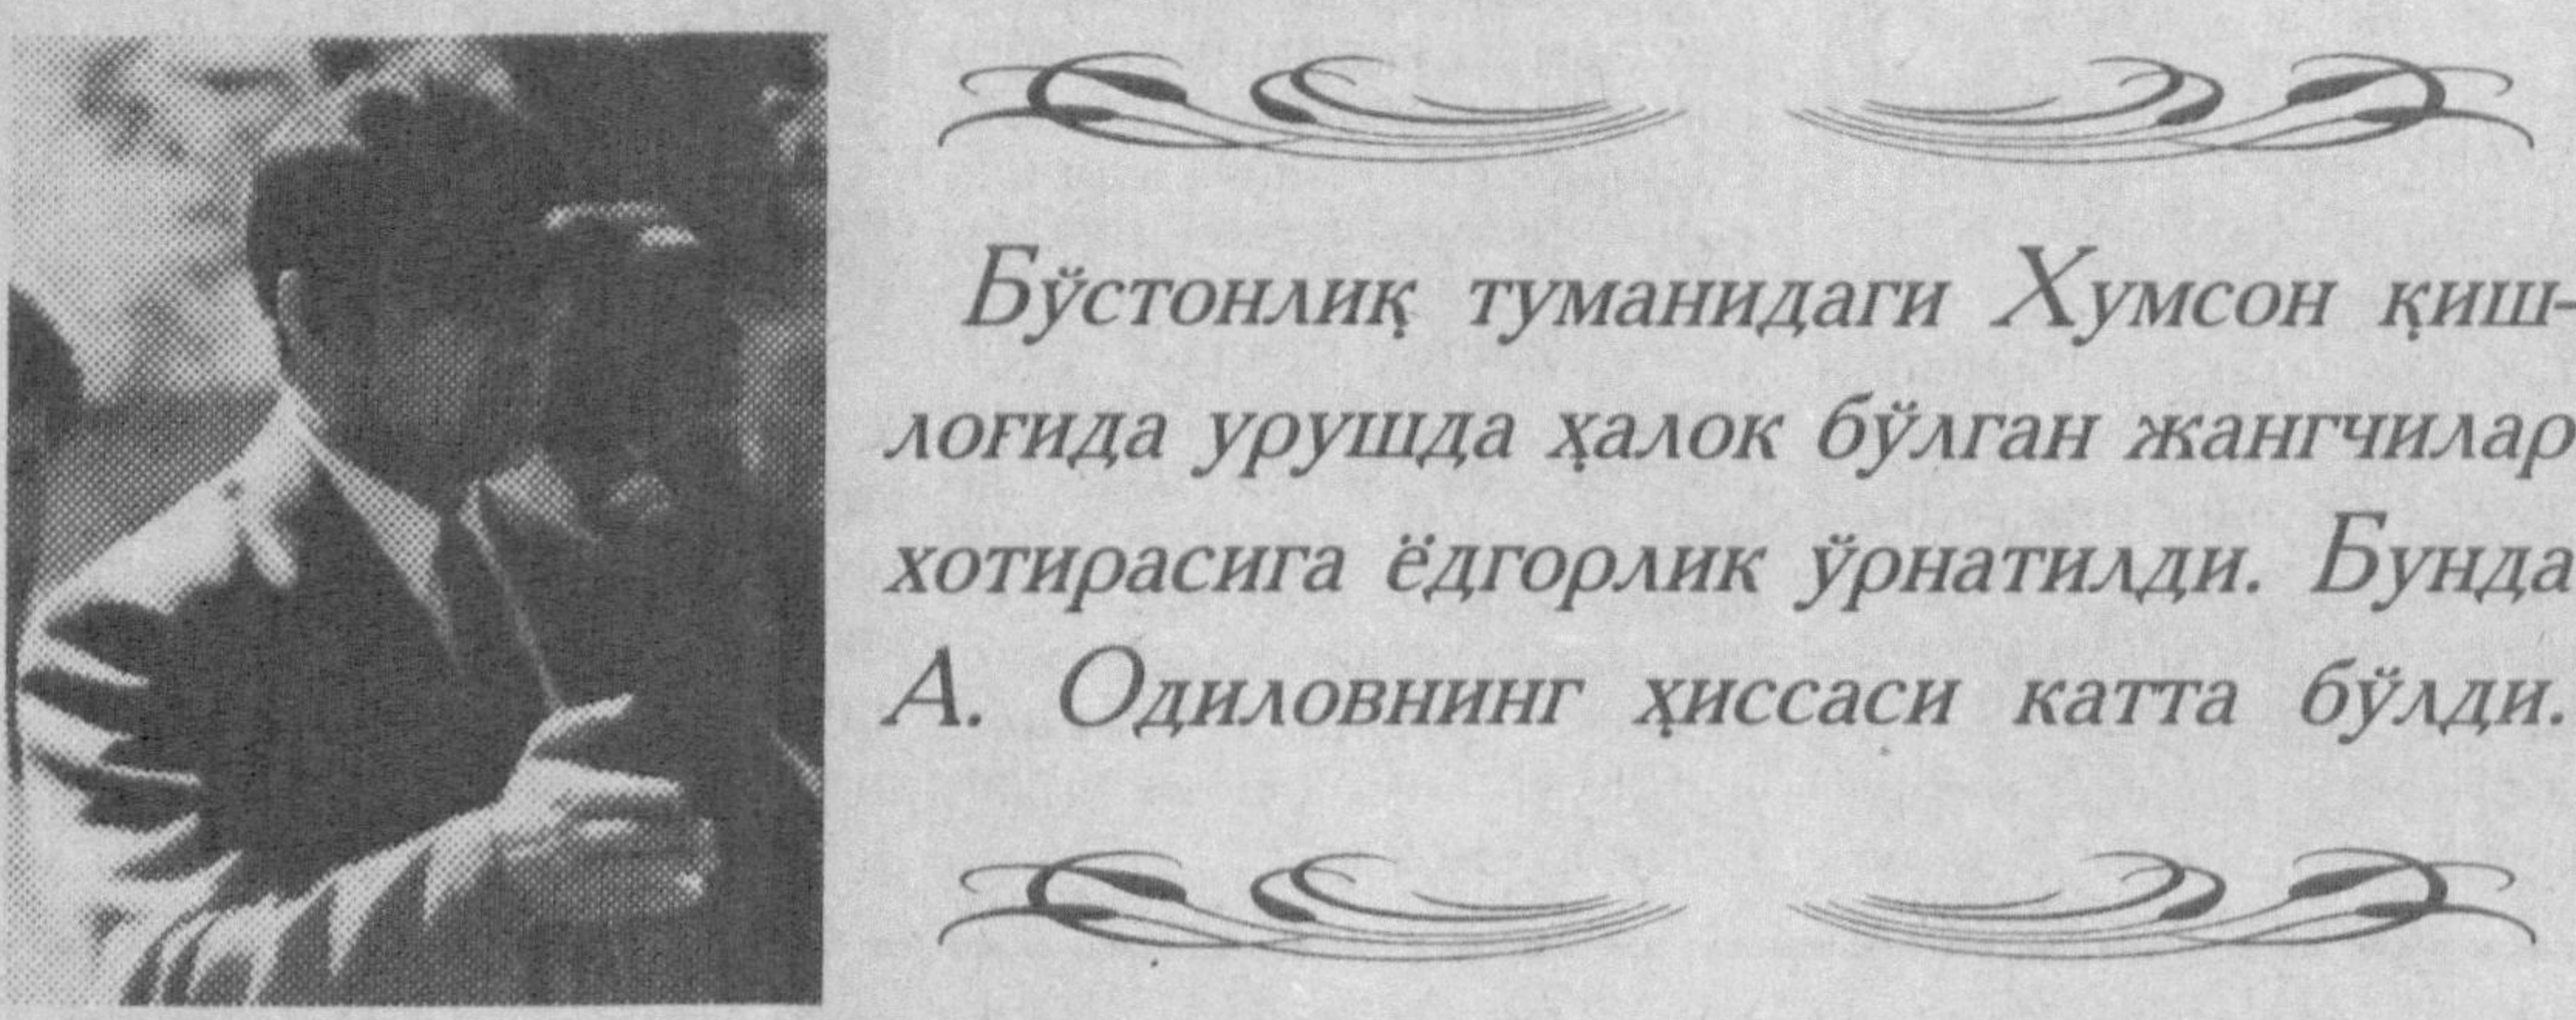 Бўстонлиқ туманидаги Хумсон қиш-
лоғида урушда ҳалок бўлган жангчилар
хотирасига ёдгорлик ўрнатилди. Бунда
А. Одиловнинг ҳиссаси катта бўлди.